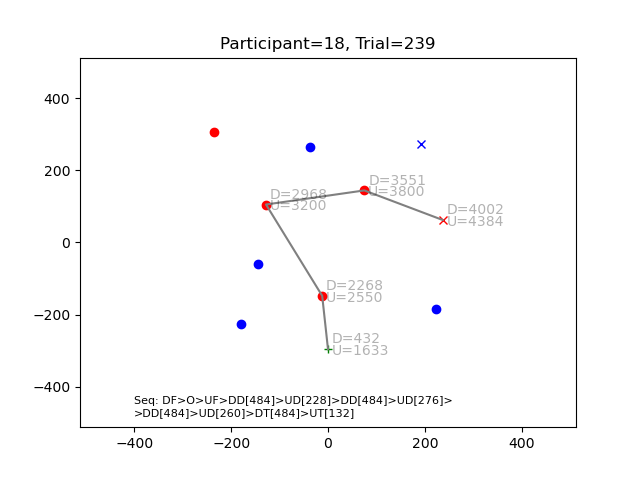 Participant=18, Trial=239
400
200
0
−200
−400
D=3551
U=3800
D=2968
U=3200
D=4002
U=4384
D=2268
U=2550
D=432
U=1633
Seq: DF>O>UF>DD[484]>UD[228]>DD[484]>UD[276]>
>DD[484]>UD[260]>DT[484]>UT[132]
−400 −200 0 200 400